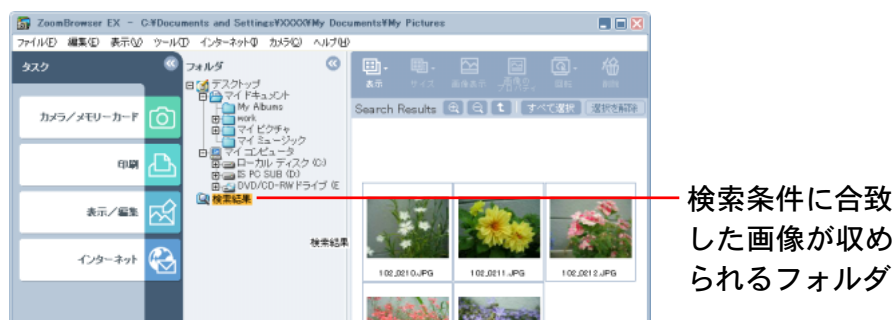 ZoomBrowser EX - C:¥Documents and Settings¥XXXX¥My Documents¥My Pictures
ファイル(F) 編集(E) 表示(V) ツール(T) インターネット(I) カメラ(C) ヘルプ(H)
タスク
カメラ/メモリーカード
印刷
表示/編集
インターネット
フォルダ
デスクトップ
マイ ドキュメント
My Albums
work
マイ ピクチャ
マイ ミュージック
マイ コンピュータ
ローカル ディスク (C:)
IS PC SUB (D:)
DVD/CD-RW ドライブ (E
検索結果
検索結果
表示 サイズ 画像表示 画像の プロパティ 回転 削除
Search Results すべて選択 選択を解除
102_0210.JPG 102_0211.JPG 102_0212.JPG
検索条件に合致
した画像が収め
られるフォルダ